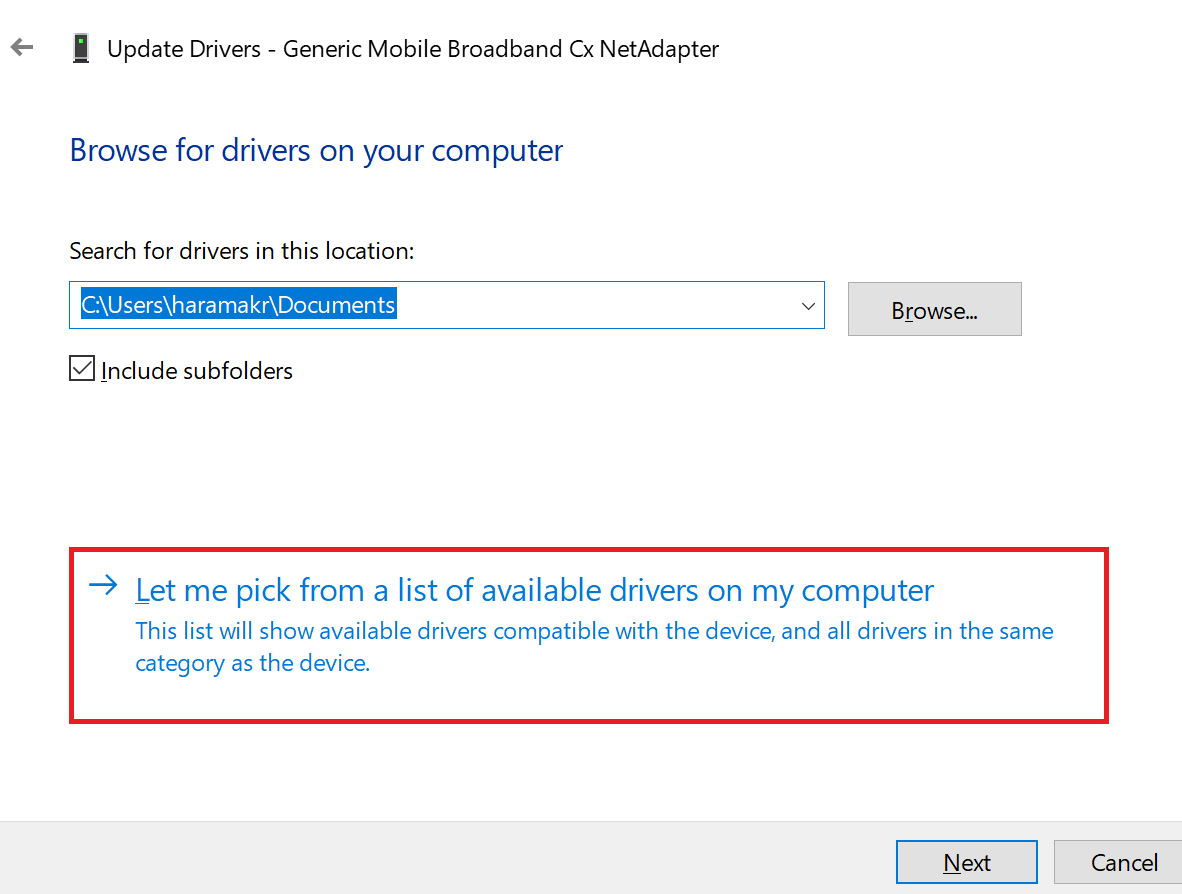 Update Drivers - Generic Mobile Broadband Cx NetAdapter
Browse for drivers on your computer
Search for drivers in this location:
C:\Users\haramakr\Documents
Browse...
Include subfolders
Let me pick from a list of available drivers on my computer
This list will show available drivers compatible with the device, and all drivers in the same
category as the device.
Next
Cancel